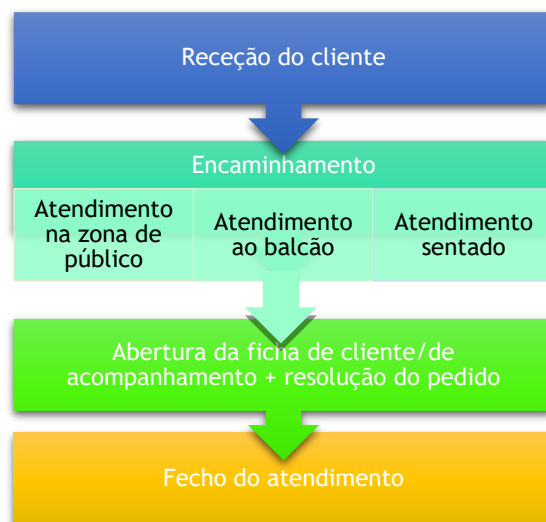 Receção do cliente
Encaminhamento
Atendimento
na zona de
público
Atendimento
ao balcão
Atendimento
sentado
Abertura da ficha de cliente/de
acompanhamento + resolução do pedido
Fecho do atendimento